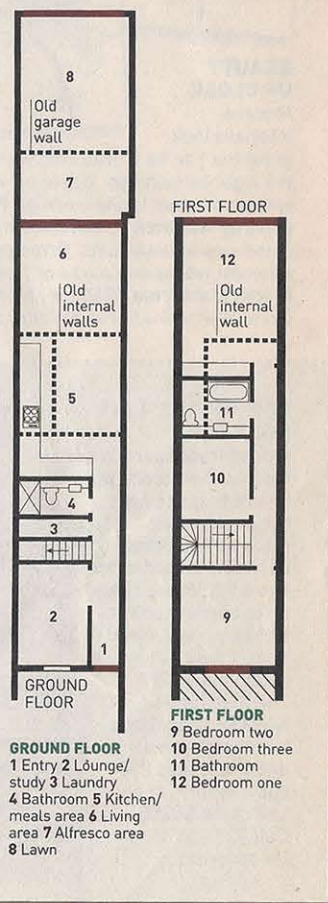 8
Old
garage
wall
7
6
Old
internal
walls
5
4
3
2
1
GROUND
FLOOR
FIRST FLOOR
12
Old
internal
wall
11
10
9
GROUND FLOOR
1 Entry 2 Lounge/
study 3 Laundry
4 Bathroom 5 Kitchen/
meals area 6 Living
area 7 Alfresco area
8 Lawn
FIRST FLOOR
9 Bedroom two
10 Bedroom three
11 Bathroom
12 Bedroom one